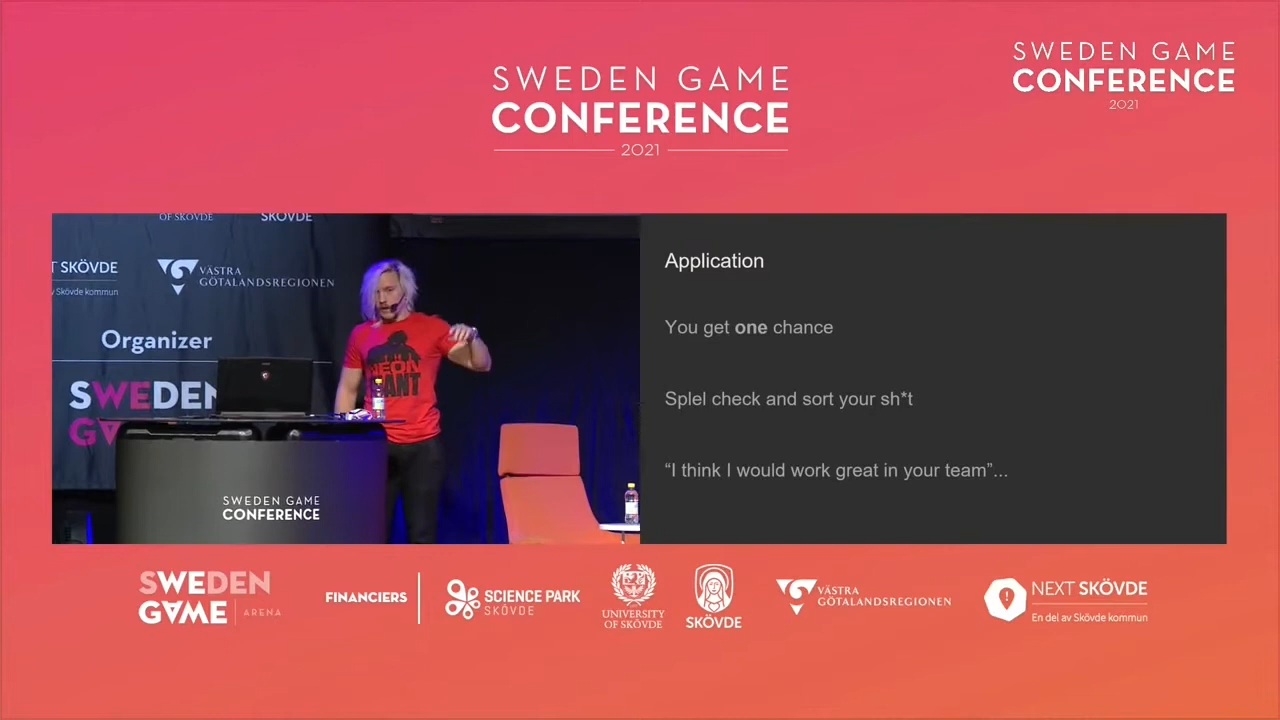 SWEDEN GAME
CONFERENCE
2021
SWEDEN GAME
CONFERENCE
2021
OF SKÖVDE
SKÖVDE
T SKÖVDE
Skövde kommun
VÄSTRA
GÖTALANDSREGIONEN
Organizer
SWEDEN
GA
NEON
GIANT
SWEDEN GAME
CONFERENCE
Application
You get one chance
Splel check and sort your sh*t
“I think I would work great in your team”...
SWEDEN
GAME ARENA
FINANCIERS
SCIENCE PARK
SKÖVDE
UNIVERSITY
OF SKÖVDE
SKÖVDE
VÄSTRA
GÖTALANDSREGIONEN
NEXT SKÖVDE
En del av Skövde kommun